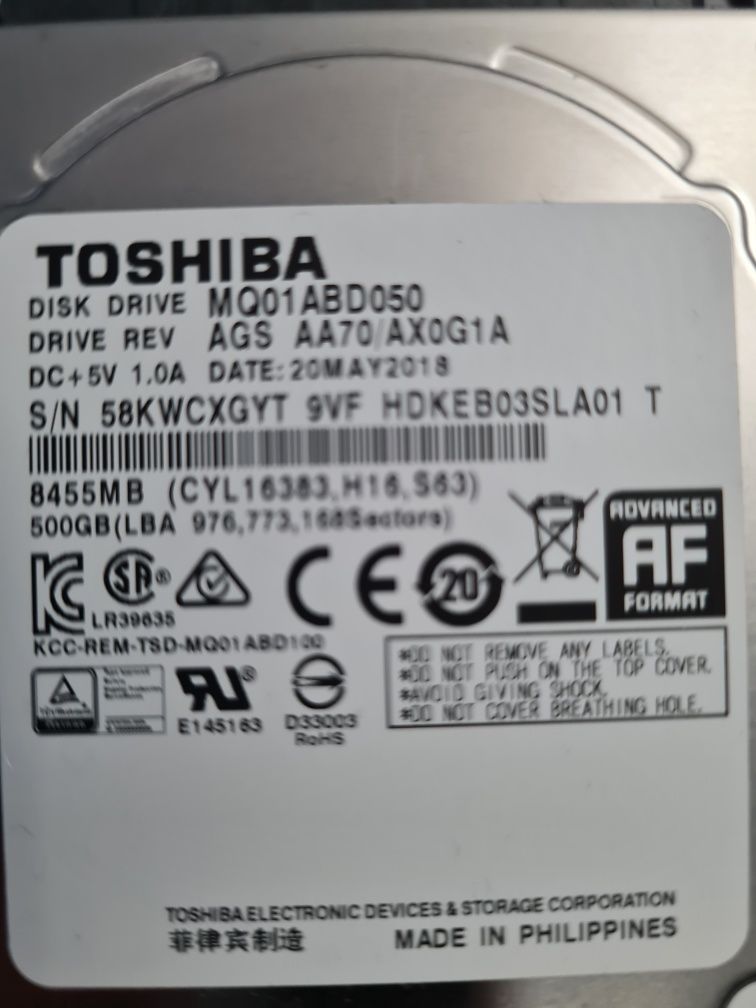 TOSHIBA
DISK DRIVE MQ01ABD050
DRIVE REV AGS AA70/AX0G1A
DC+5V 1.0A DATE:20MAY2018
S/N 58KWCXGYT 9VF HDKEB03SLA01 T
8455MB (CYL16383,H16,S63)
500GB(LBA 976,773,168Sectors)
ADVANCED
AF
FORMAT
SA
20
LR39635
KCC-REM-TSD-MQ01ABD100
*DO NOT REMOVE ANY LABELS.
*DO NOT PUSH ON THE TOP COVER.
*AVOID GIVING SHOCK.
*DO NOT COVER BREATHING HOLE.
E145163
D33003
RoHS
TOSHIBA ELECTRONIC DEVICES & STORAGE CORPORATION
菲律宾制造 MADE IN PHILIPPINES